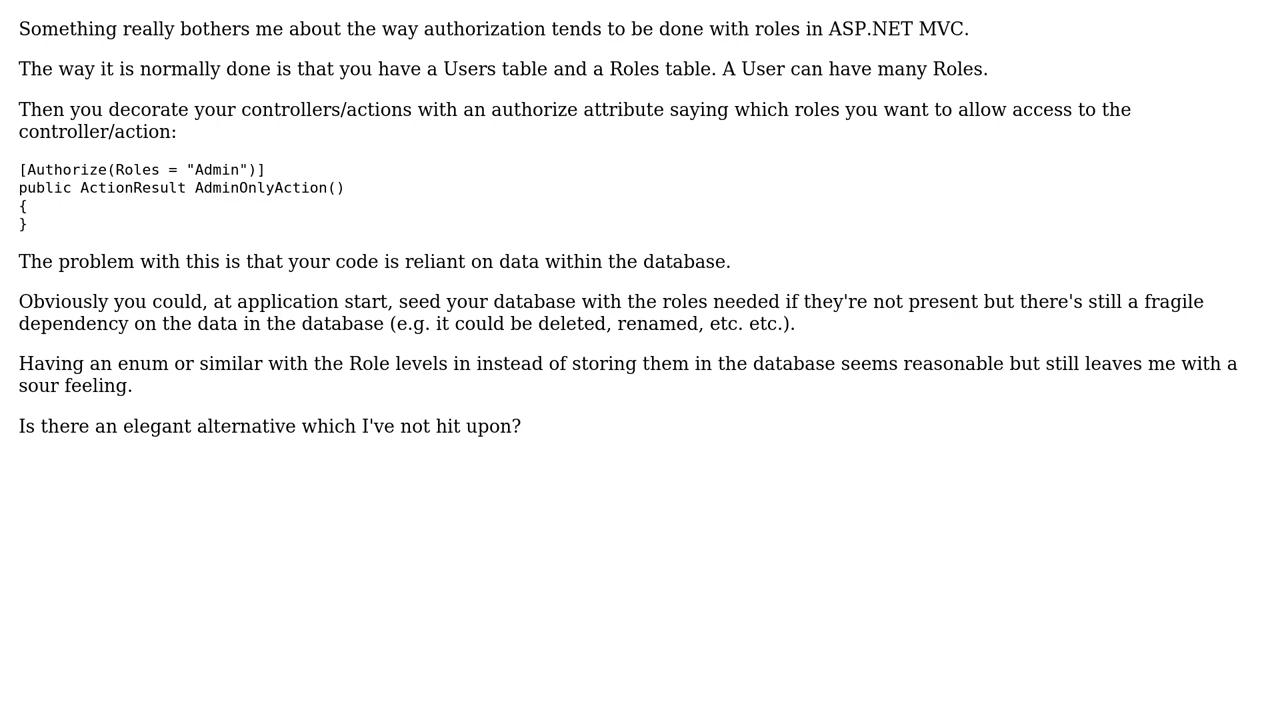 Something really bothers me about the way authorization tends to be done with roles in ASP.NET MVC.
The way it is normally done is that you have a Users table and a Roles table. A User can have many Roles.
Then you decorate your controllers/actions with an authorize attribute saying which roles you want to allow access to the
controller/action:
[Authorize(Roles = "Admin")]
public ActionResult AdminOnlyAction()
{
}
The problem with this is that your code is reliant on data within the database.
Obviously you could, at application start, seed your database with the roles needed if they're not present but there's still a fragile
dependency on the data in the database (e.g. it could be deleted, renamed, etc. etc.).
Having an enum or similar with the Role levels in instead of storing them in the database seems reasonable but still leaves me with a
sour feeling.
Is there an elegant alternative which I've not hit upon?